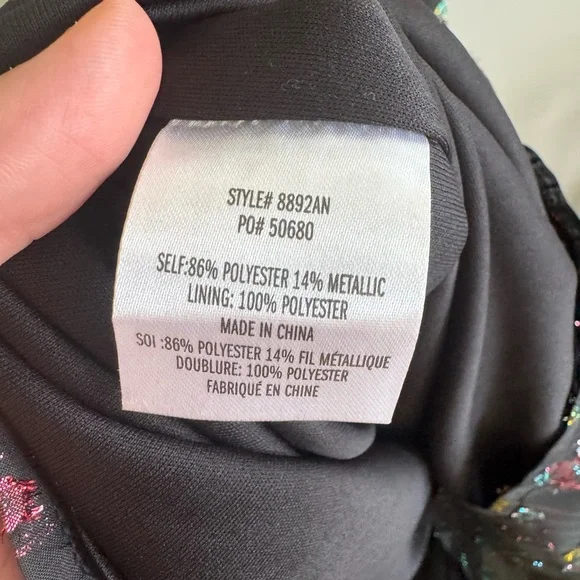 STYLE# 8892AN
PO# 50680
SELF:86% POLYESTER 14% METALLIC
LINING: 100% POLYESTER
MADE IN CHINA
SOI :86% POLYESTER 14% FIL MÉTALLIQUE
DOUBLURE: 100% POLYESTER
FABRIQUÉ EN CHINE